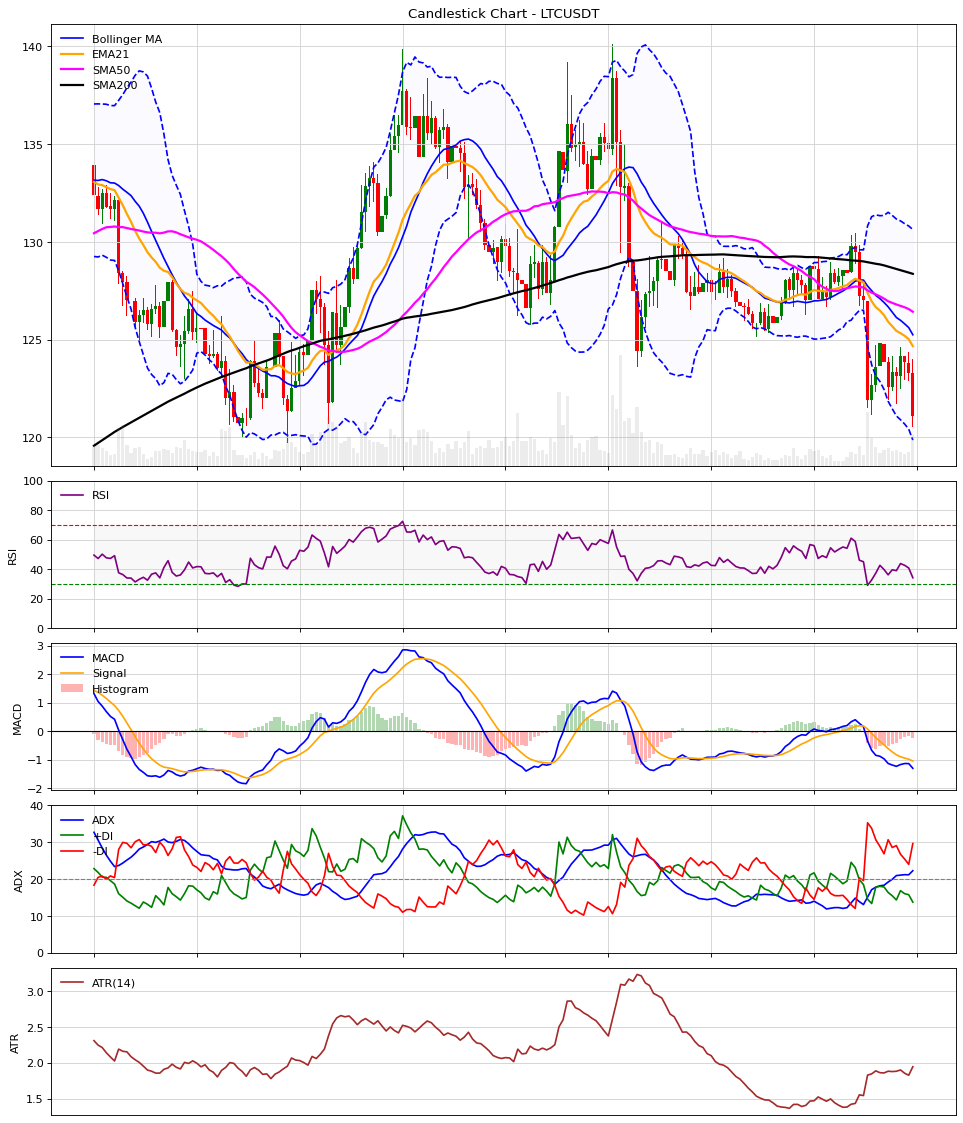 Candlestick Chart - LTCUSDT
Bollinger MA
EMA21
SMA50
SMA200
140
135
130
125
120
RSI
100
80
60
40
20
0
RSI
MACD
Signal
Histogram
3
2
1
0
−1
−2
MACD
ADX
+DI
-DI
40
30
20
10
0
ADX
ATR(14)
3.0
2.5
2.0
1.5
ATR